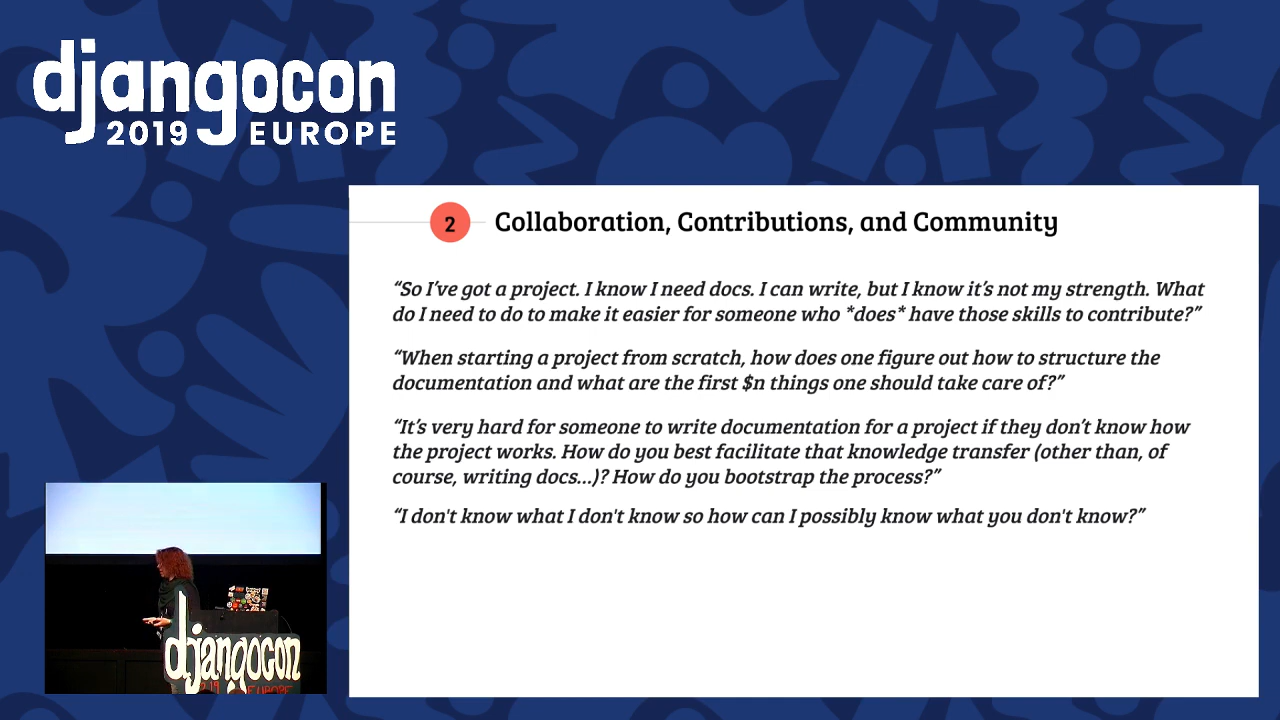 djangocon
2019 EUROPE
2 Collaboration, Contributions, and Community
“So I’ve got a project. I know I need docs. I can write, but I know it’s not my strength. What
do I need to do to make it easier for someone who *does* have those skills to contribute?”
“When starting a project from scratch, how does one figure out how to structure the
documentation and what are the first $n things one should take care of?”
“It’s very hard for someone to write documentation for a project if they don’t know how
the project works. How do you best facilitate that knowledge transfer (other than, of
course, writing docs...)? How do you bootstrap the process?”
“I don't know what I don't know so how can I possibly know what you don't know?”
djangocon
2019 EUROPE